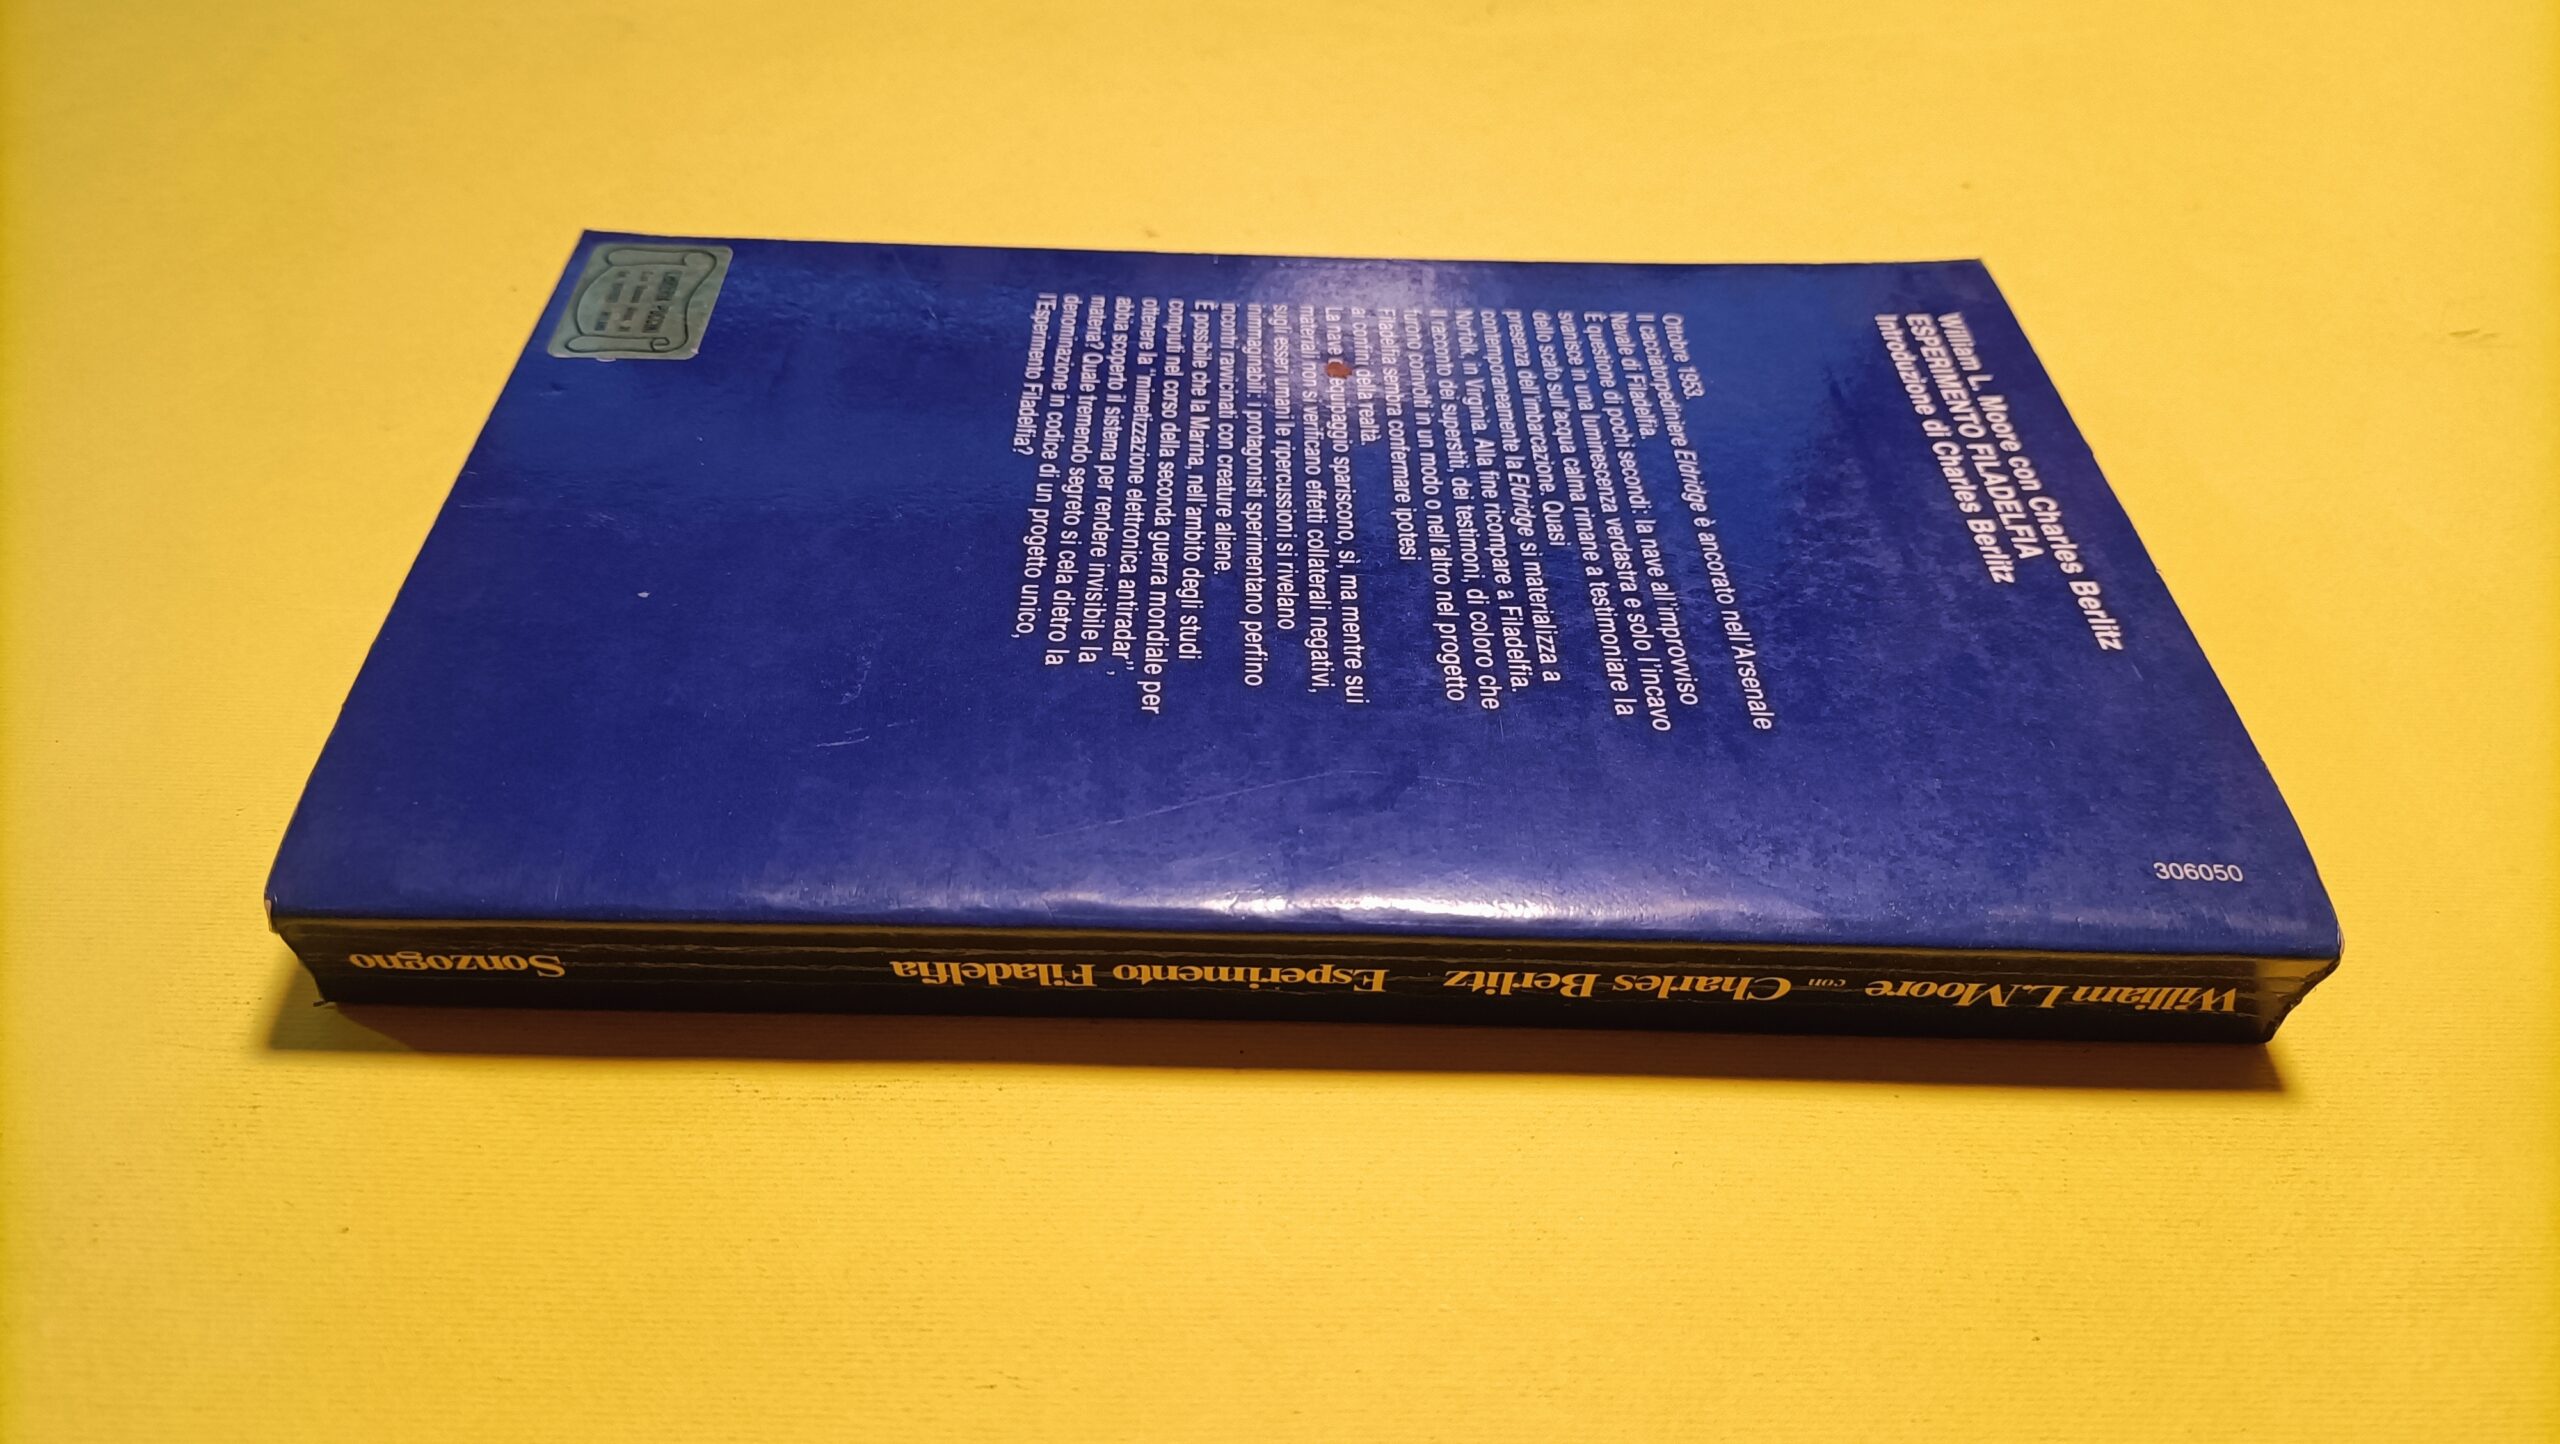 William L. Moore con Charles Berlitz
ESPERIMENTO FILADELFIA
Introduzione di Charles Berlitz
Ottobre 1953.
Il cacciatorpediniere Eldridge è ancorato nell'Arsenale
Navale di Filadelfia.
È questione di pochi secondi: la nave all'improvviso
svanisce in una luminescenza verdastra e solo l'incavo
dello scafo sull'acqua calma rimane a testimoniare la
presenza dell'imbarcazione. Quasi
contemporaneamente la Eldridge si materializza a
Norfolk, in Virginia. Alla fine ricompare a Filadelfia.
Il racconto dei superstiti, dei testimoni, di coloro che
furono coinvolti in un modo o nell'altro nel progetto
Filadelfia sembra confermare ipotesi
ai confini della realtà.
La nave equipaggio spariscono, sì, ma mentre sui
materiali non si verificano effetti collaterali negativi,
sugli esseri umani le ripercussioni si rivelano
inimmaginabili: i protagonisti sperimentano perfino
incontri ravvicinati con creature aliene.
È possibile che la Marina, nell'ambito degli studi
compiuti nel corso della seconda guerra mondiale per
ottenere la "mimetizzazione elettronica antiradar",
abbia scoperto il sistema per rendere invisibile la
materia? Quale tremendo segreto si cela dietro la
denominazione in codice di un progetto unico,
l'Esperimento Filadelfia?
306050
William L. Moore con Charles Berlitz Esperimento Filadelfia Sonzogno